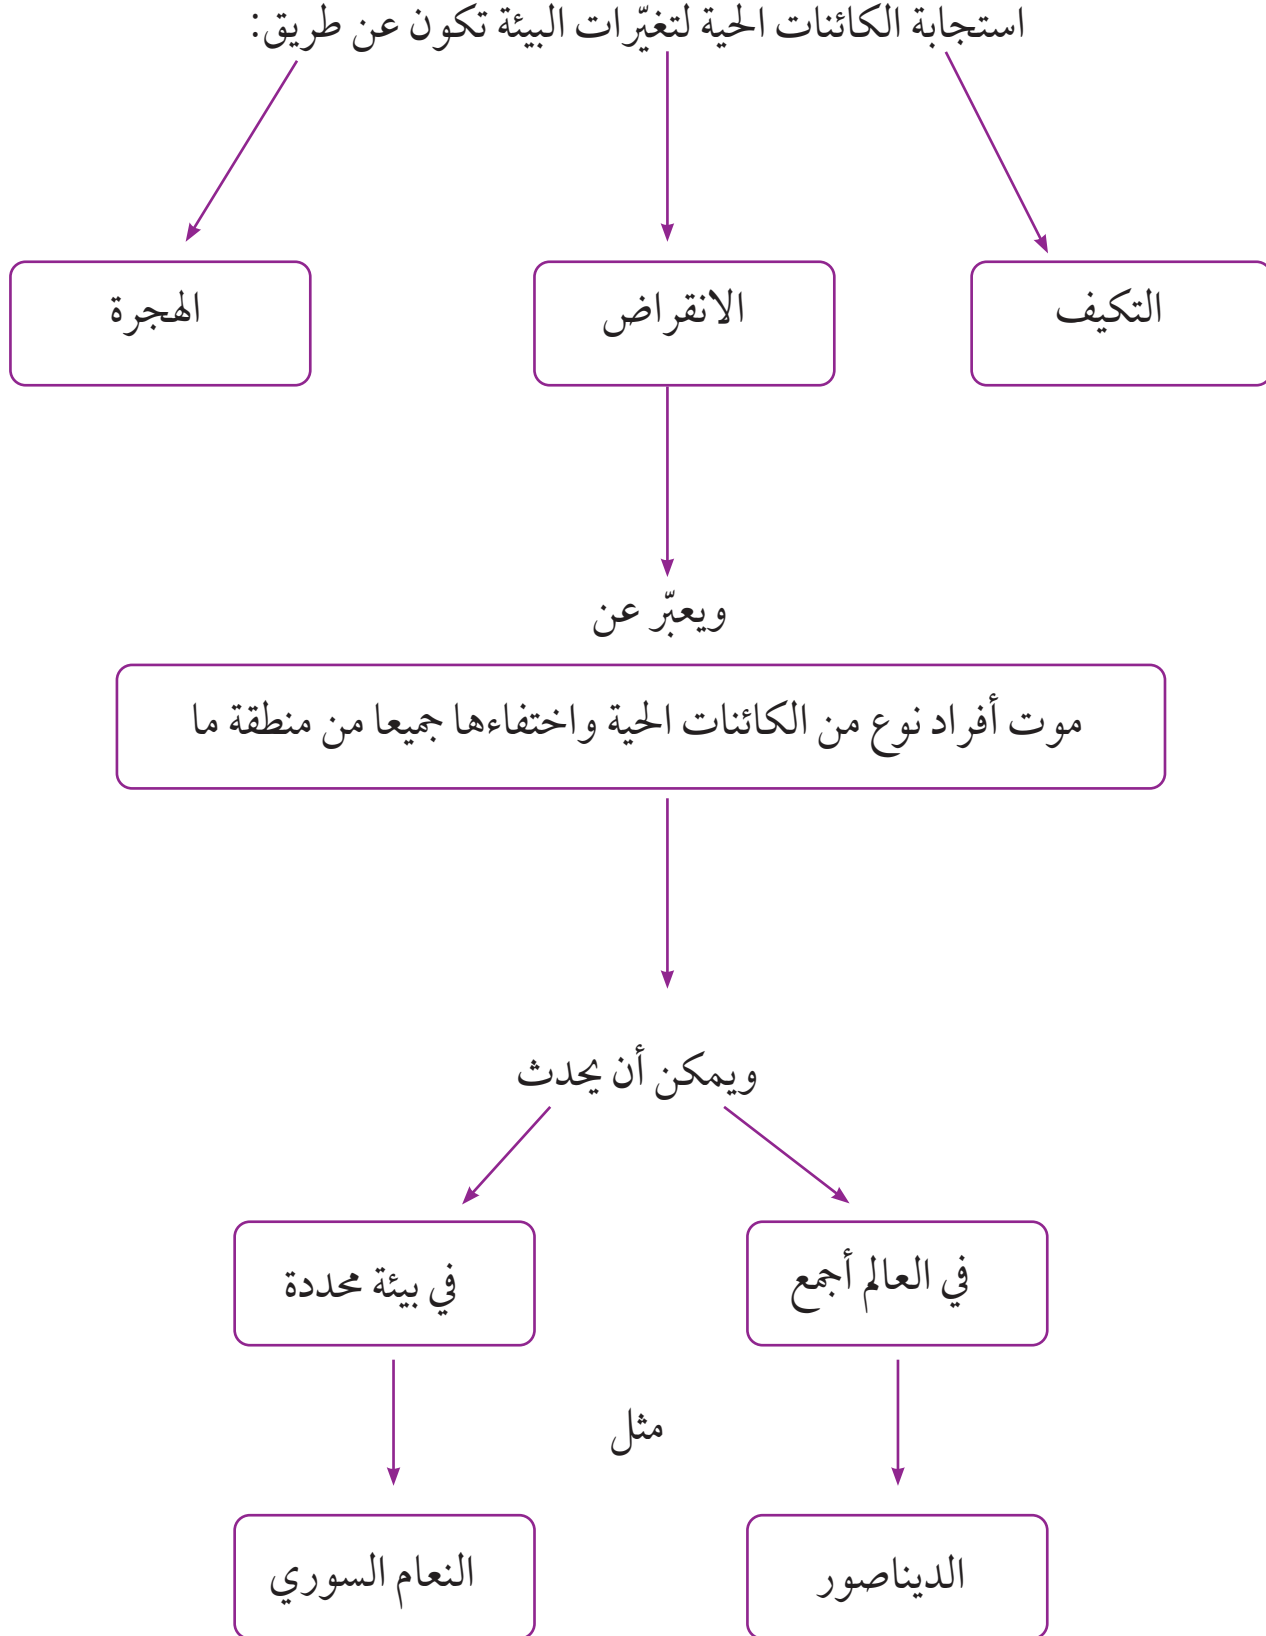 استجابة الكائنات الحية لتغيّرات البيئة تكون عن طريق:
التكيف
الانقراض
الهجرة
ويعبّر عن
موت أفراد نوع من الكائنات الحية واختفاءها جميعا من منطقة ما
ويمكن أن يحدث
في العالم أجمع
في بيئة محددة
مثل
الديناصور
النعام السوري